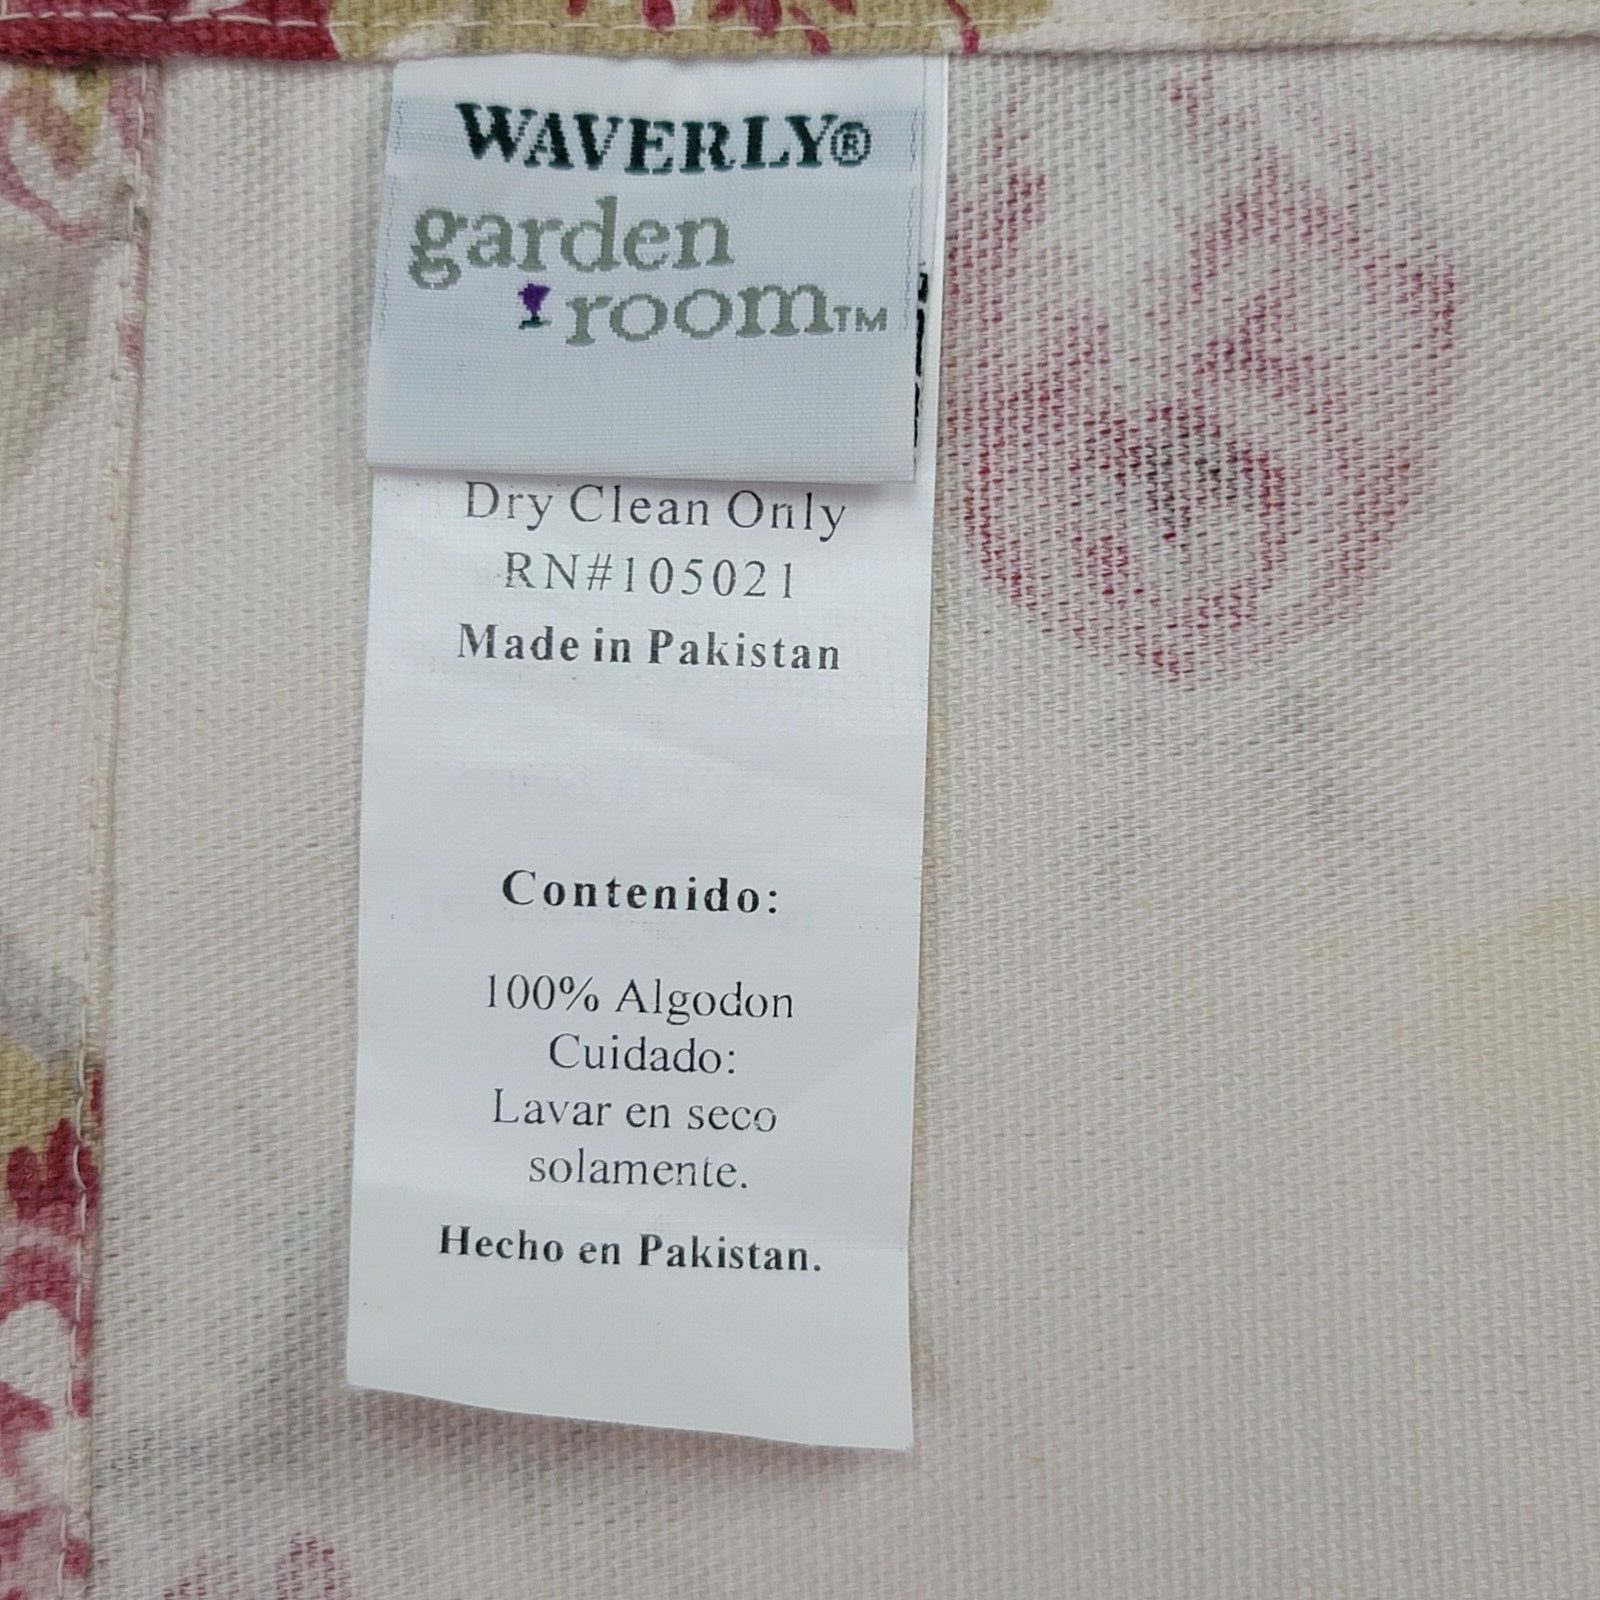 WAVERLY®
garden
room™
Dry Clean Only
RN#105021
Made in Pakistan
Contenido:
100% Algodon
Cuidado:
Lavar en seco
solamente.
Hecho en Pakistan.